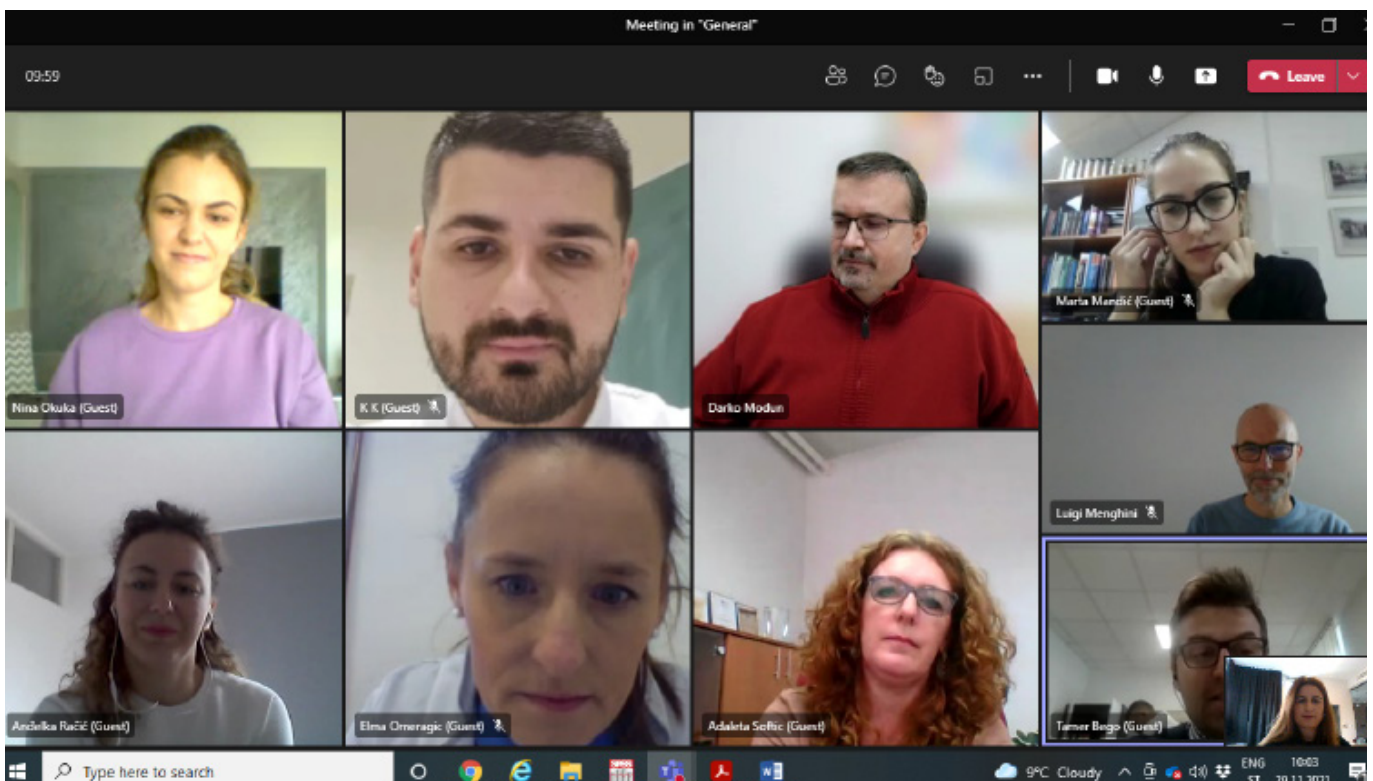 Meeting in "General"
09:59
Leave
Nina Okuka (Guest)
K K (Guest)
Darko Modun
Marta Mandić (Guest)
Luigi Menghini
Anđelka Račić (Guest)
Elma Omeragic (Guest)
Adaleta Softic (Guest)
Tamer Bego (Guest)
Type here to search
9°C Cloudy
ENG
10:03